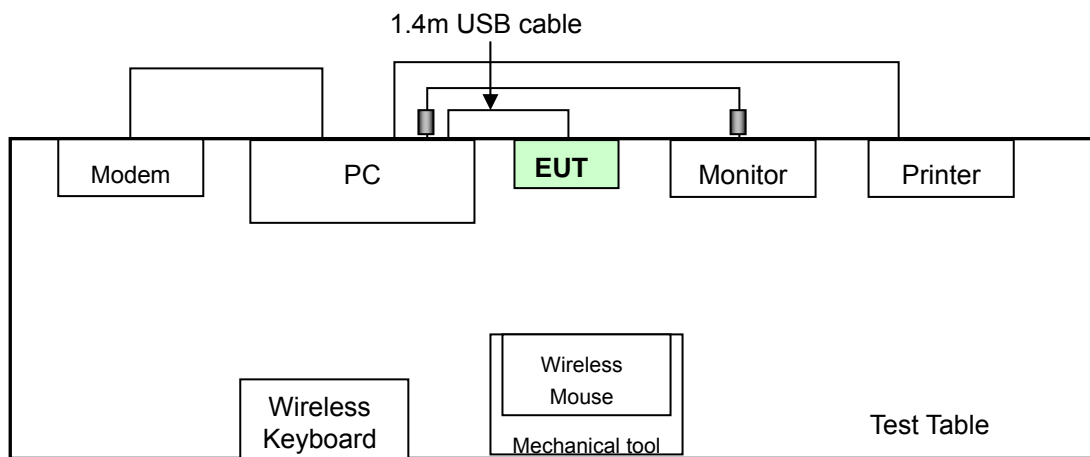 1.4m USB cable
Modem
PC
EUT
Monitor
Printer
Wireless
Mouse
Mechanical tool
Wireless
Keyboard
Test Table